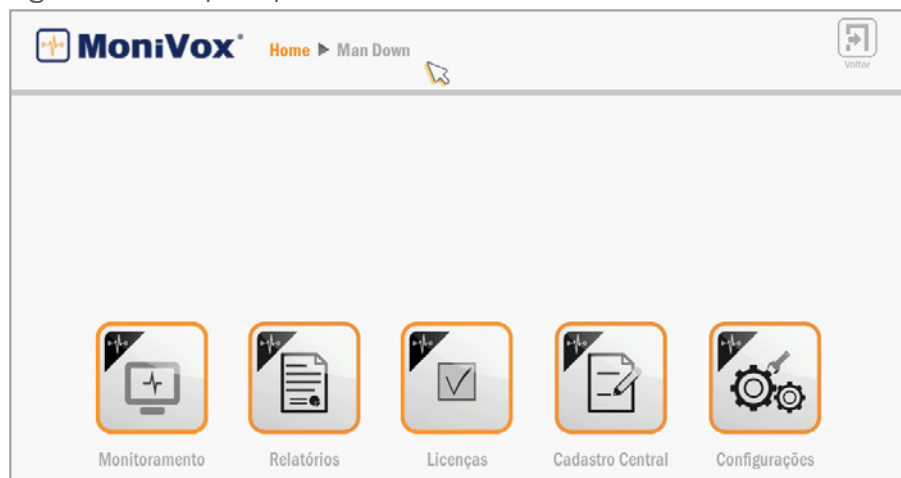 MoniVox®
Home ▶ Man Down
Voltar
Monitoramento
Relatórios
Licenças
Cadastro Central
Configurações